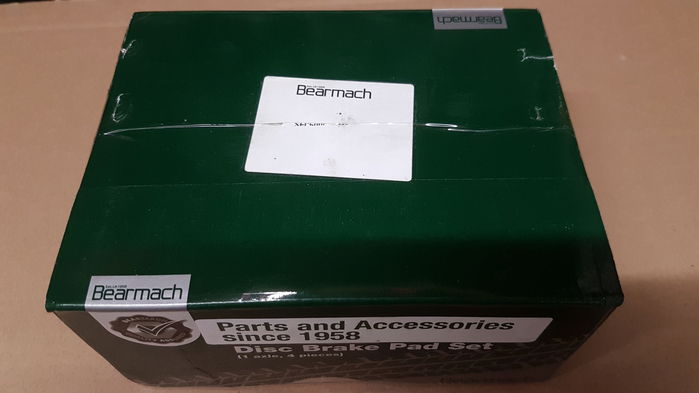 Bearmach
Bearmach
Bearmach
Parts and Accessories
since 1958
Disc Brake Pad Set
(1 axle, 4 pieces)